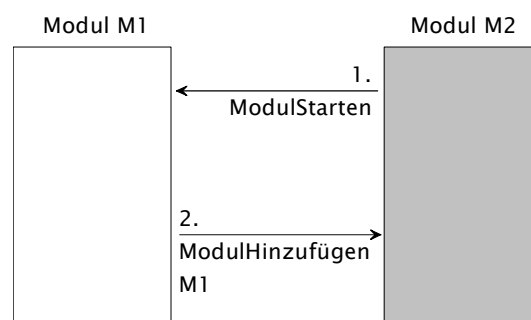 Modul M1
Modul M2
1.
ModulStarten
2.
ModulHinzufügen
M1